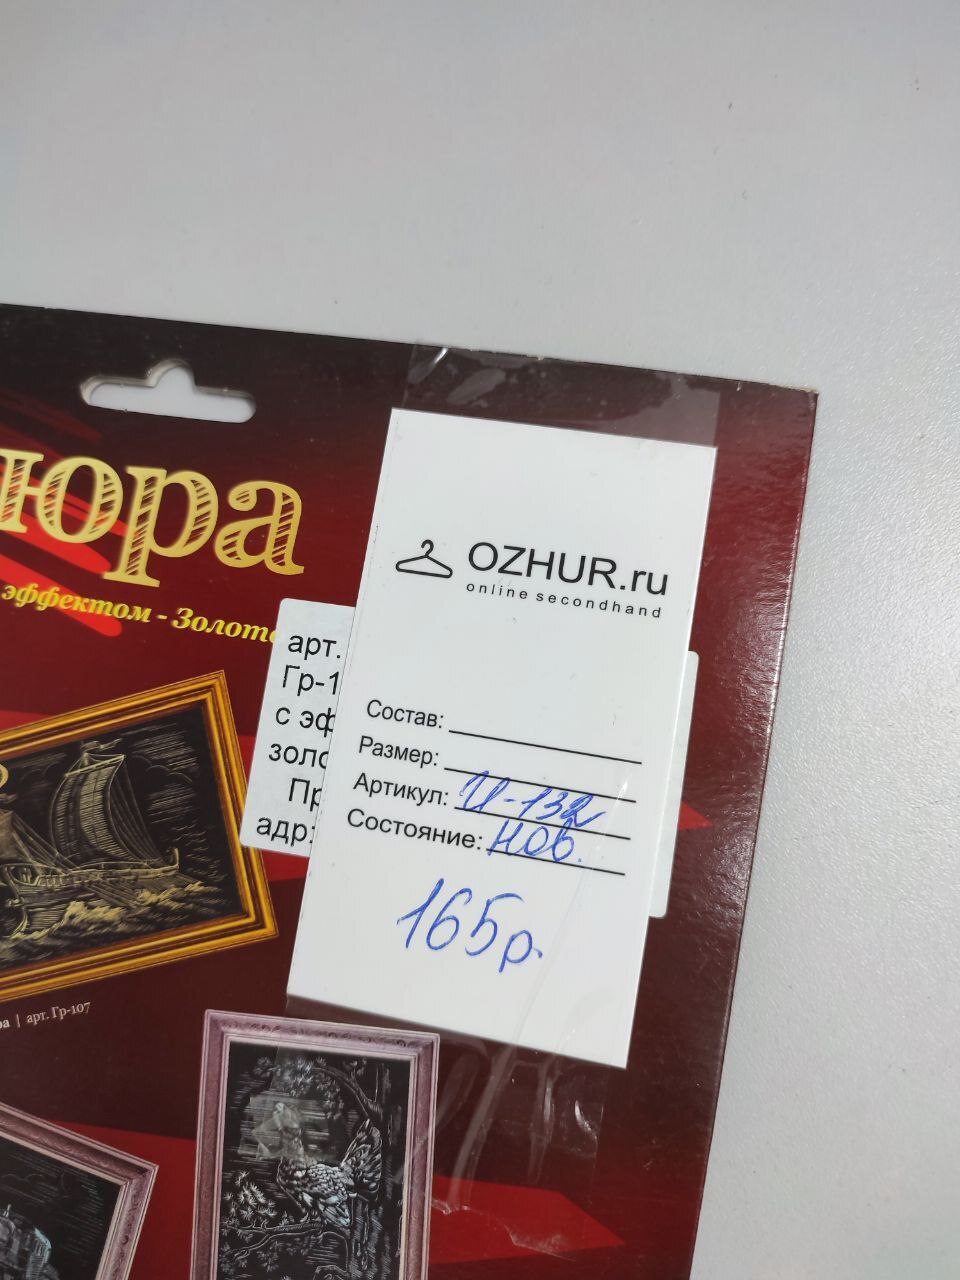 юра
эффектом - Золото
арт.
Гр-1
с эф
золо
Пр
адр:
OZHUR.ru
online secondhand
Состав:
Размер:
Артикул: И-132
Состояние: Нов.
165р.
ра | арт. Гр-107